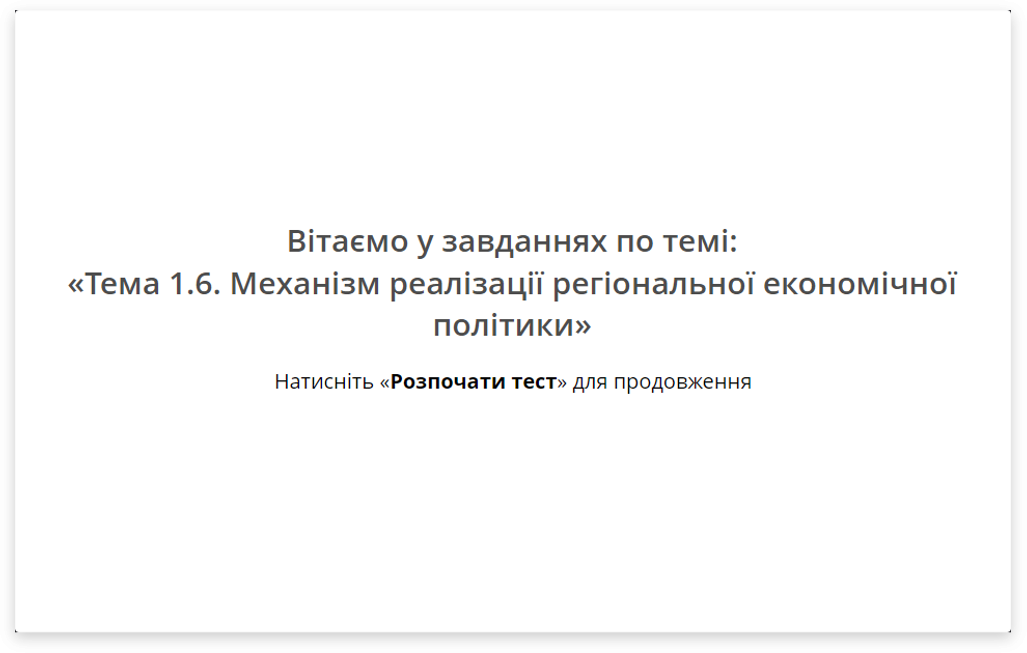 Вітаємо у завданнях по темі:
«Тема 1.6. Механізм реалізації регіональної економічної
політики»
Натисніть «Розпочати тест» для продовження